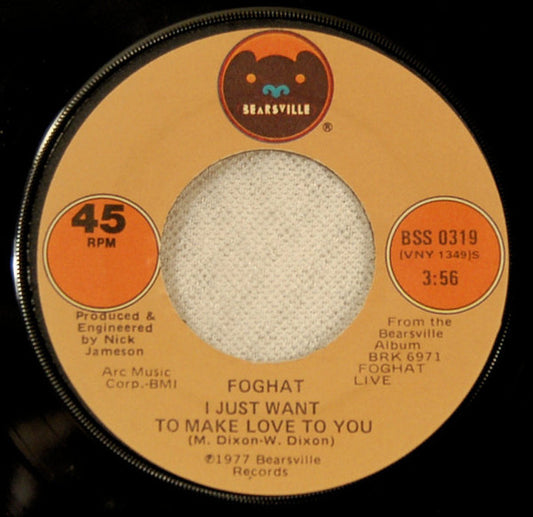 BEARSVILLE
®
45
RPM
BSS 0319
(VNY 1349)S
3:56
Produced &
Engineered
by Nick
Jameson
Arc Music
Corp.-BMI
From the
Bearsville
Album
BRK 6971
FOGHAT
LIVE
FOGHAT
I JUST WANT
TO MAKE LOVE TO YOU
(M. Dixon-W. Dixon)
℗1977 Bearsville
Records